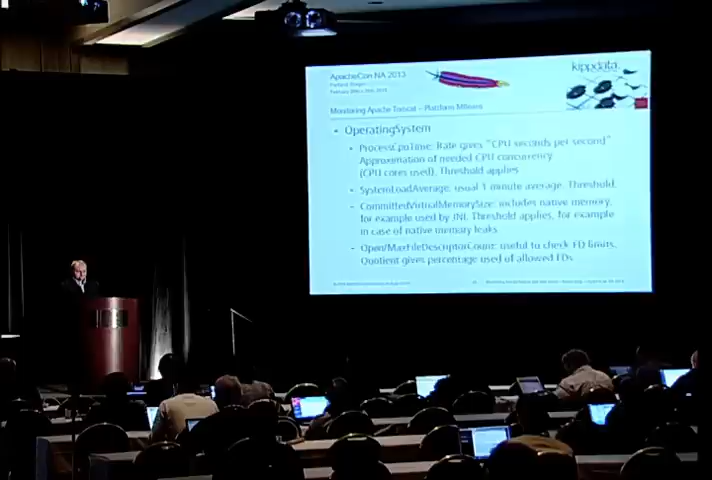 ApacheCon NA 2013
kippdata
Monitoring Apache Tomcat – Platform MBeans
• OperatingSystem
• ProcessCpuTime: Rate gives "CPU seconds per second"
Approximation of needed CPU concurrency
(CPU cores used). Threshold applies
• SystemLoadAverage: usual 1 minute average. Threshold.
• CommittedVirtualMemorySize: includes native memory,
for example used by JNI. Threshold applies, for example
in case of native memory leaks
• Open/MaxFileDescriptorCount: useful to check FD limits.
Quotient gives percentage used of allowed FDs.